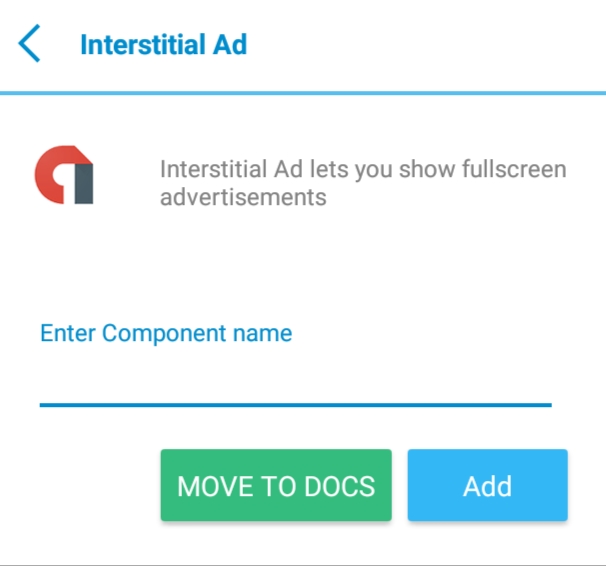 Interstitial Ad
Interstitial Ad lets you show fullscreen
advertisements
Enter Component name
MOVE TO DOCS
Add